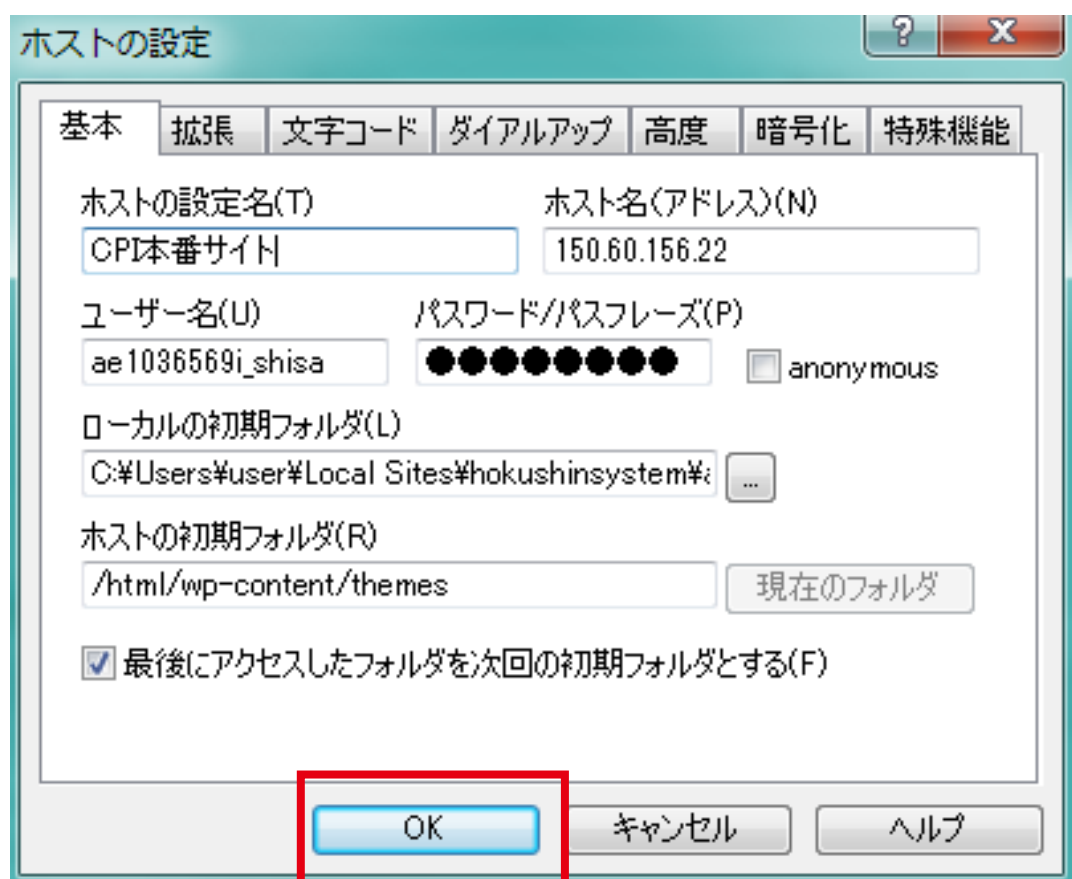 ホストの設定
? X
基本 拡張 文字コード ダイアルアップ 高度 暗号化 特殊機能
ホストの設定名(T) ホスト名(アドレス)(N)
CPI本番サイト 150.60.156.22
ユーザー名(U) パスワード/パスフレーズ(P)
ae1036569i_shisa ●●●●●●●● anonymous
ローカルの初期フォルダ(L)
C:¥Users¥user¥Local Sites¥hokushinsystem¥a ...
ホストの初期フォルダ(R)
/html/wp-content/themes 現在のフォルダ
最後にアクセスしたフォルダを次回の初期フォルダとする(F)
OK キャンセル ヘルプ